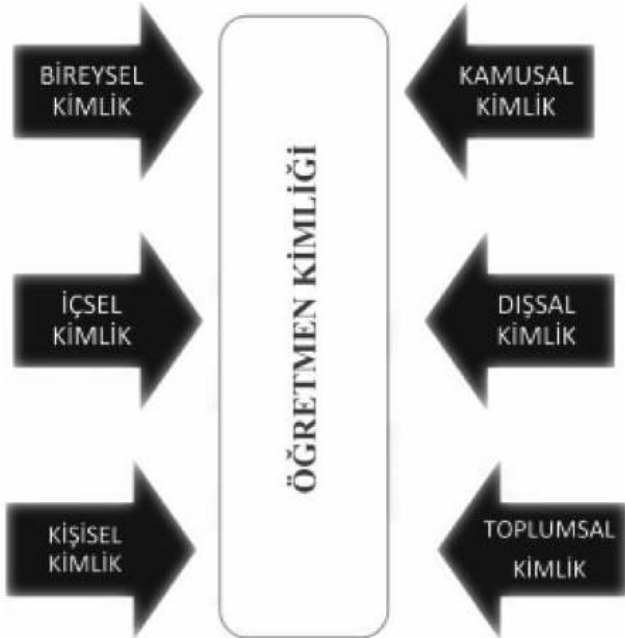 BİREYSEL
KİMLİK
KAMUSAL
KİMLİK
ÖĞRETMEN KİMLİĞİ
İÇSEL
KİMLİK
DIŞSAL
KİMLİK
KİŞİSEL
KİMLİK
TOPLUMSAL
KİMLİK